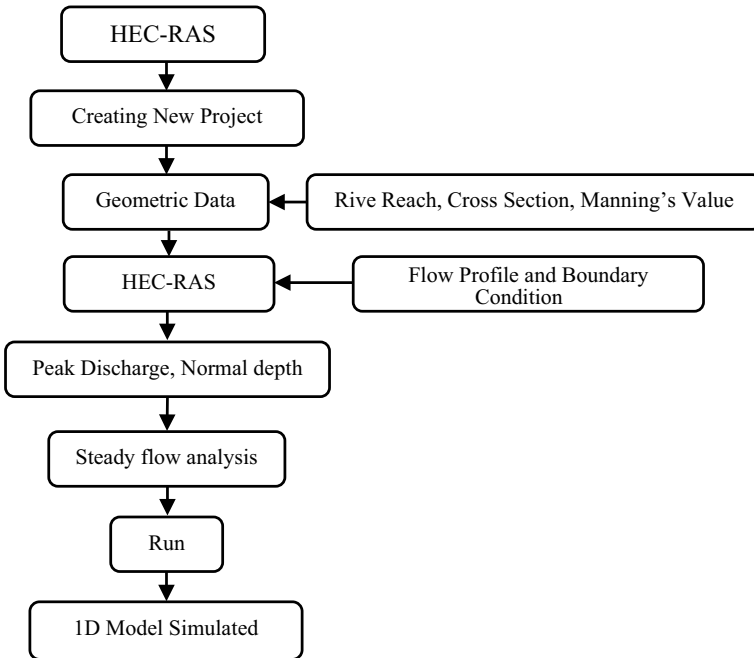 HEC-RAS
Creating New Project
Geometric Data
Rive Reach, Cross Section, Manning’s Value
HEC-RAS
Flow Profile and Boundary
Condition
Peak Discharge, Normal depth
Steady flow analysis
Run
1D Model Simulated